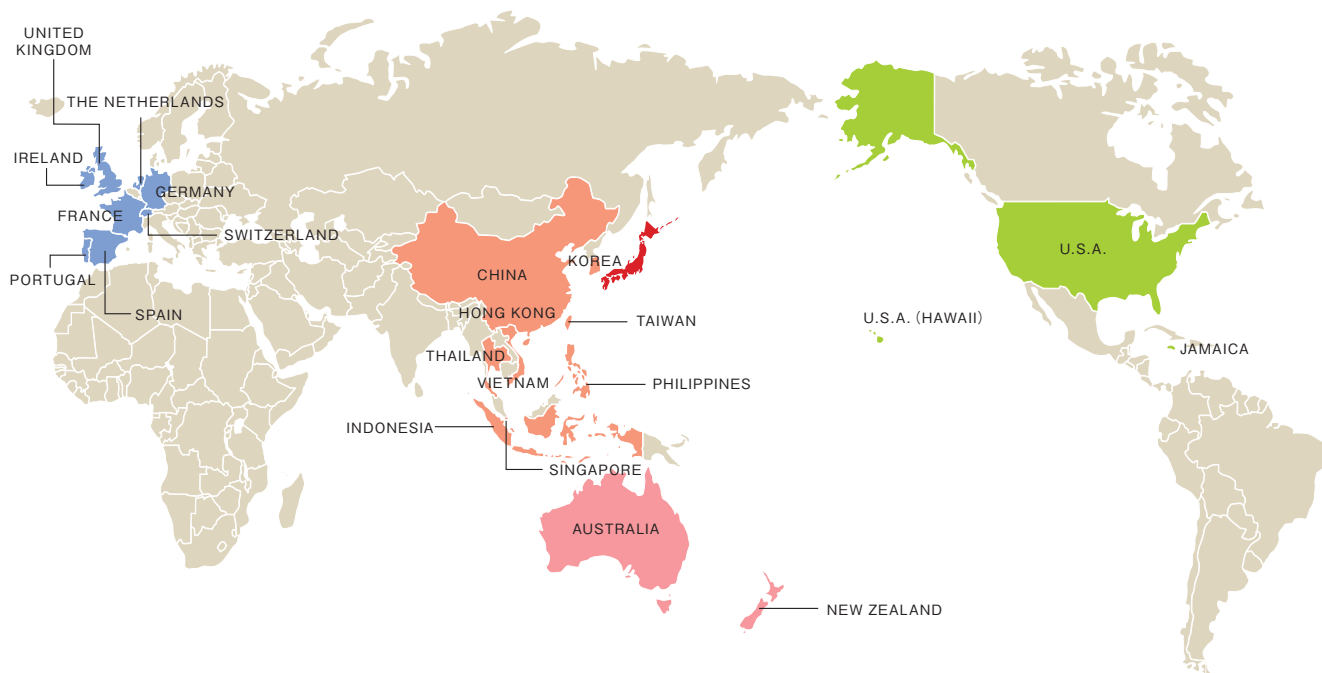 UNITED
KINGDOM
THE NETHERLANDS
IRELAND
GERMANY
FRANCE
SWITZERLAND
PORTUGAL
SPAIN
CHINA
KOREA
HONG KONG
TAIWAN
THAILAND
VIETNAM
PHILIPPINES
INDONESIA
SINGAPORE
AUSTRALIA
NEW ZEALAND
U.S.A.
U.S.A. (HAWAII)
JAMAICA